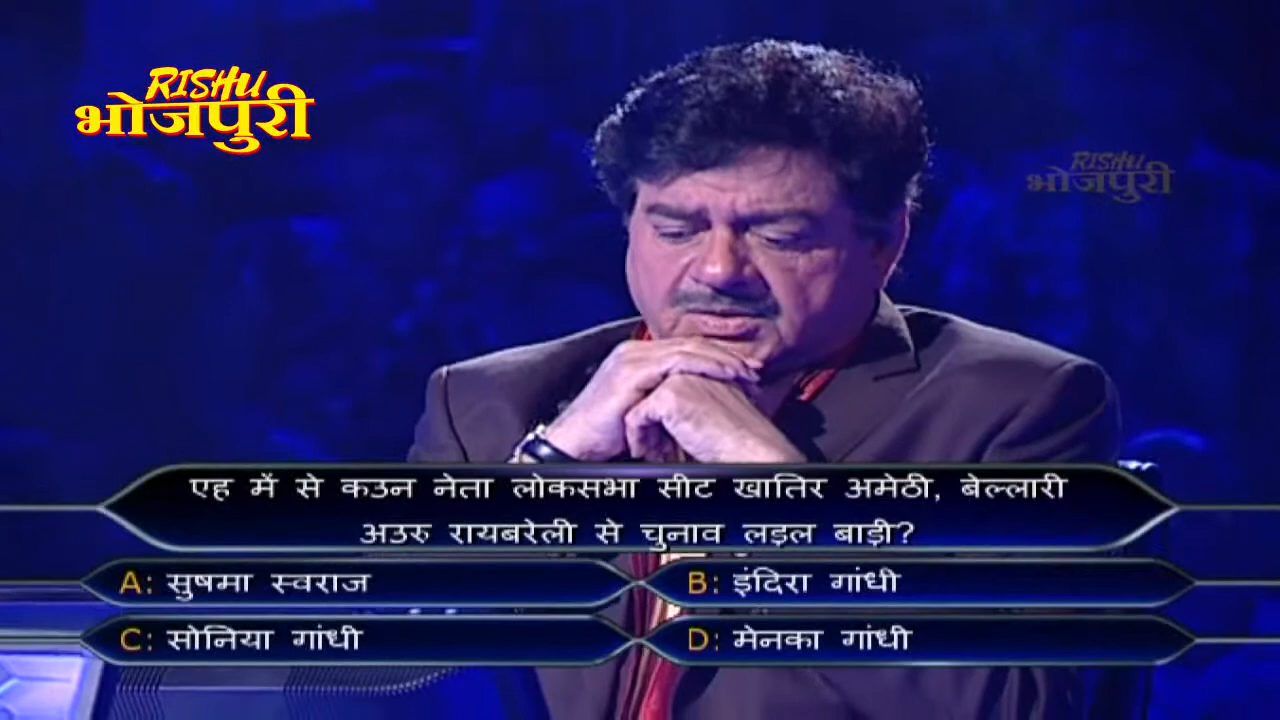 RISHU
भोजपुरी
RISHU
भोजपुरी
एह में से कउन नेता लोकसभा सीट खातिर अमेठी, बेल्लारी
अउरु रायबरेली से चुनाव लड़ल बाड़ी?
A: सुषमा स्वराज
B: इंदिरा गांधी
C: सोनिया गांधी
D: मेनका गांधी